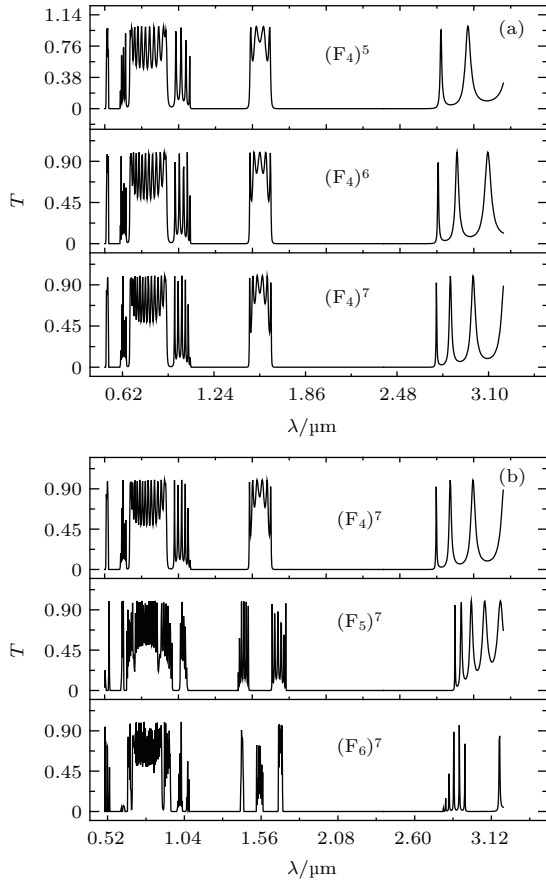 1.14
(a)
0.76
(F₄)⁵
0.38
0
0.90
(F₄)⁶
T
0.45
0
0.90
(F₄)⁷
0.45
0
0.62 1.24 1.86 2.48 3.10
λ/µm
(b)
0.90
(F₄)⁷
0.45
0
0.90
(F₅)⁷
T
0.45
0
0.90
(F₆)⁷
0.45
0
0.52 1.04 1.56 2.08 2.60 3.12
λ/µm